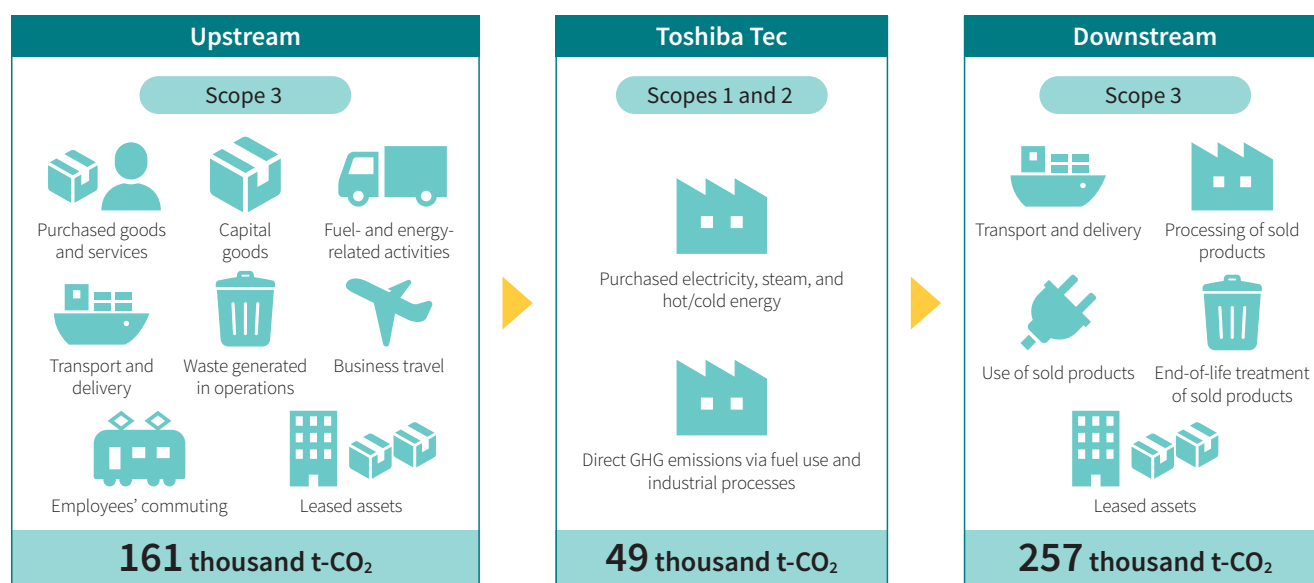 Upstream
Scope 3
Purchased goods
and services
Capital
goods
Fuel- and energy-
related activities
Transport and
delivery
Waste generated
in operations
Business travel
Employees’ commuting
Leased assets
161 thousand t-CO₂
Toshiba Tec
Scopes 1 and 2
Purchased electricity, steam, and
hot/cold energy
Direct GHG emissions via fuel use and
industrial processes
49 thousand t-CO₂
Downstream
Scope 3
Transport and delivery
Processing of sold
products
Use of sold products
End-of-life treatment
of sold products
Leased assets
257 thousand t-CO₂